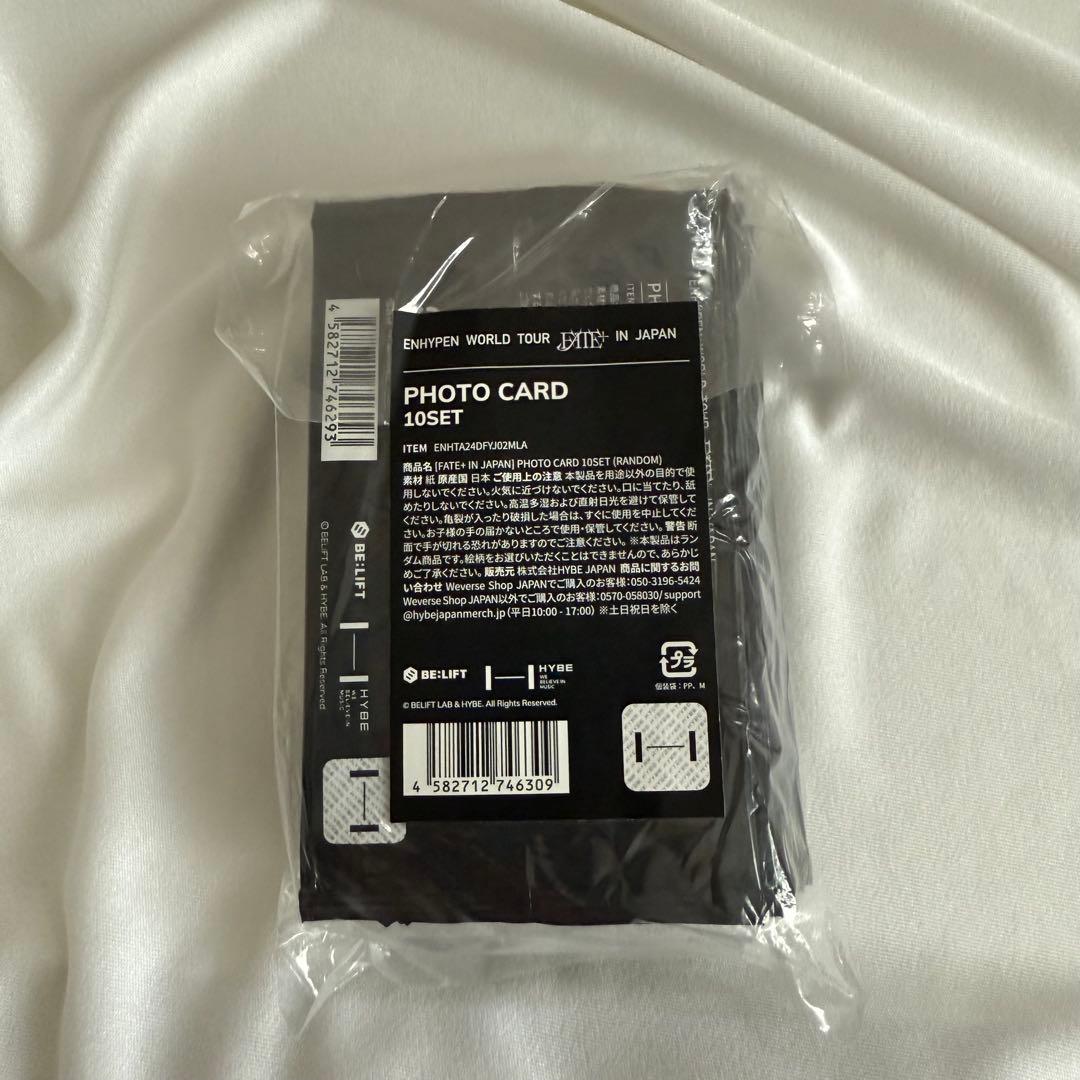 ENHYPEN WORLD TOUR FATE+ IN JAPAN
PHOTO CARD
10SET
ITEM ENHTA24DFYJ02MLA
商品名 [FATE+ IN JAPAN] PHOTO CARD 10SET (RANDOM)
素材 紙 原産国 日本 ご使用上の注意 本製品を用途以外の目的で使
用しないでください。火気に近づけないでください。口に当てたり、舐
めたりしないでください。高温多湿および直射日光を避けて保管して
ください。亀裂が入ったり破損した場合は、すぐに使用を中止してくだ
さい。お子様の手の届かないところで使用・保管してください。警告 断
面で手が切れる恐れがありますのでご注意ください。※本製品はラン
ダム商品です。絵柄をお選びいただくことはできませんので、あらかじ
めご了承ください。販売元 株式会社HYBE JAPAN 商品に関するお問
い合わせ Weverse Shop JAPANでご購入のお客様：050-3196-5424
Weverse Shop JAPAN以外でご購入のお客様：0570-058030/ support
@hybejapanmerch.jp (平日10:00 - 17:00) ※土日祝日を除く
BE:LIFT
HYBE
WE
BELIEVE IN
MUSIC
プラ
個装袋：PP、M
© BELIFT LAB & HYBE. All Rights Reserved.
4 582712 746309
4 582712 746293
BE:LIFT
HYBE
WE
BELIEVE IN
MUSIC
© BELIFT LAB & HYBE. All Rights Reserved.
PH
ITEM